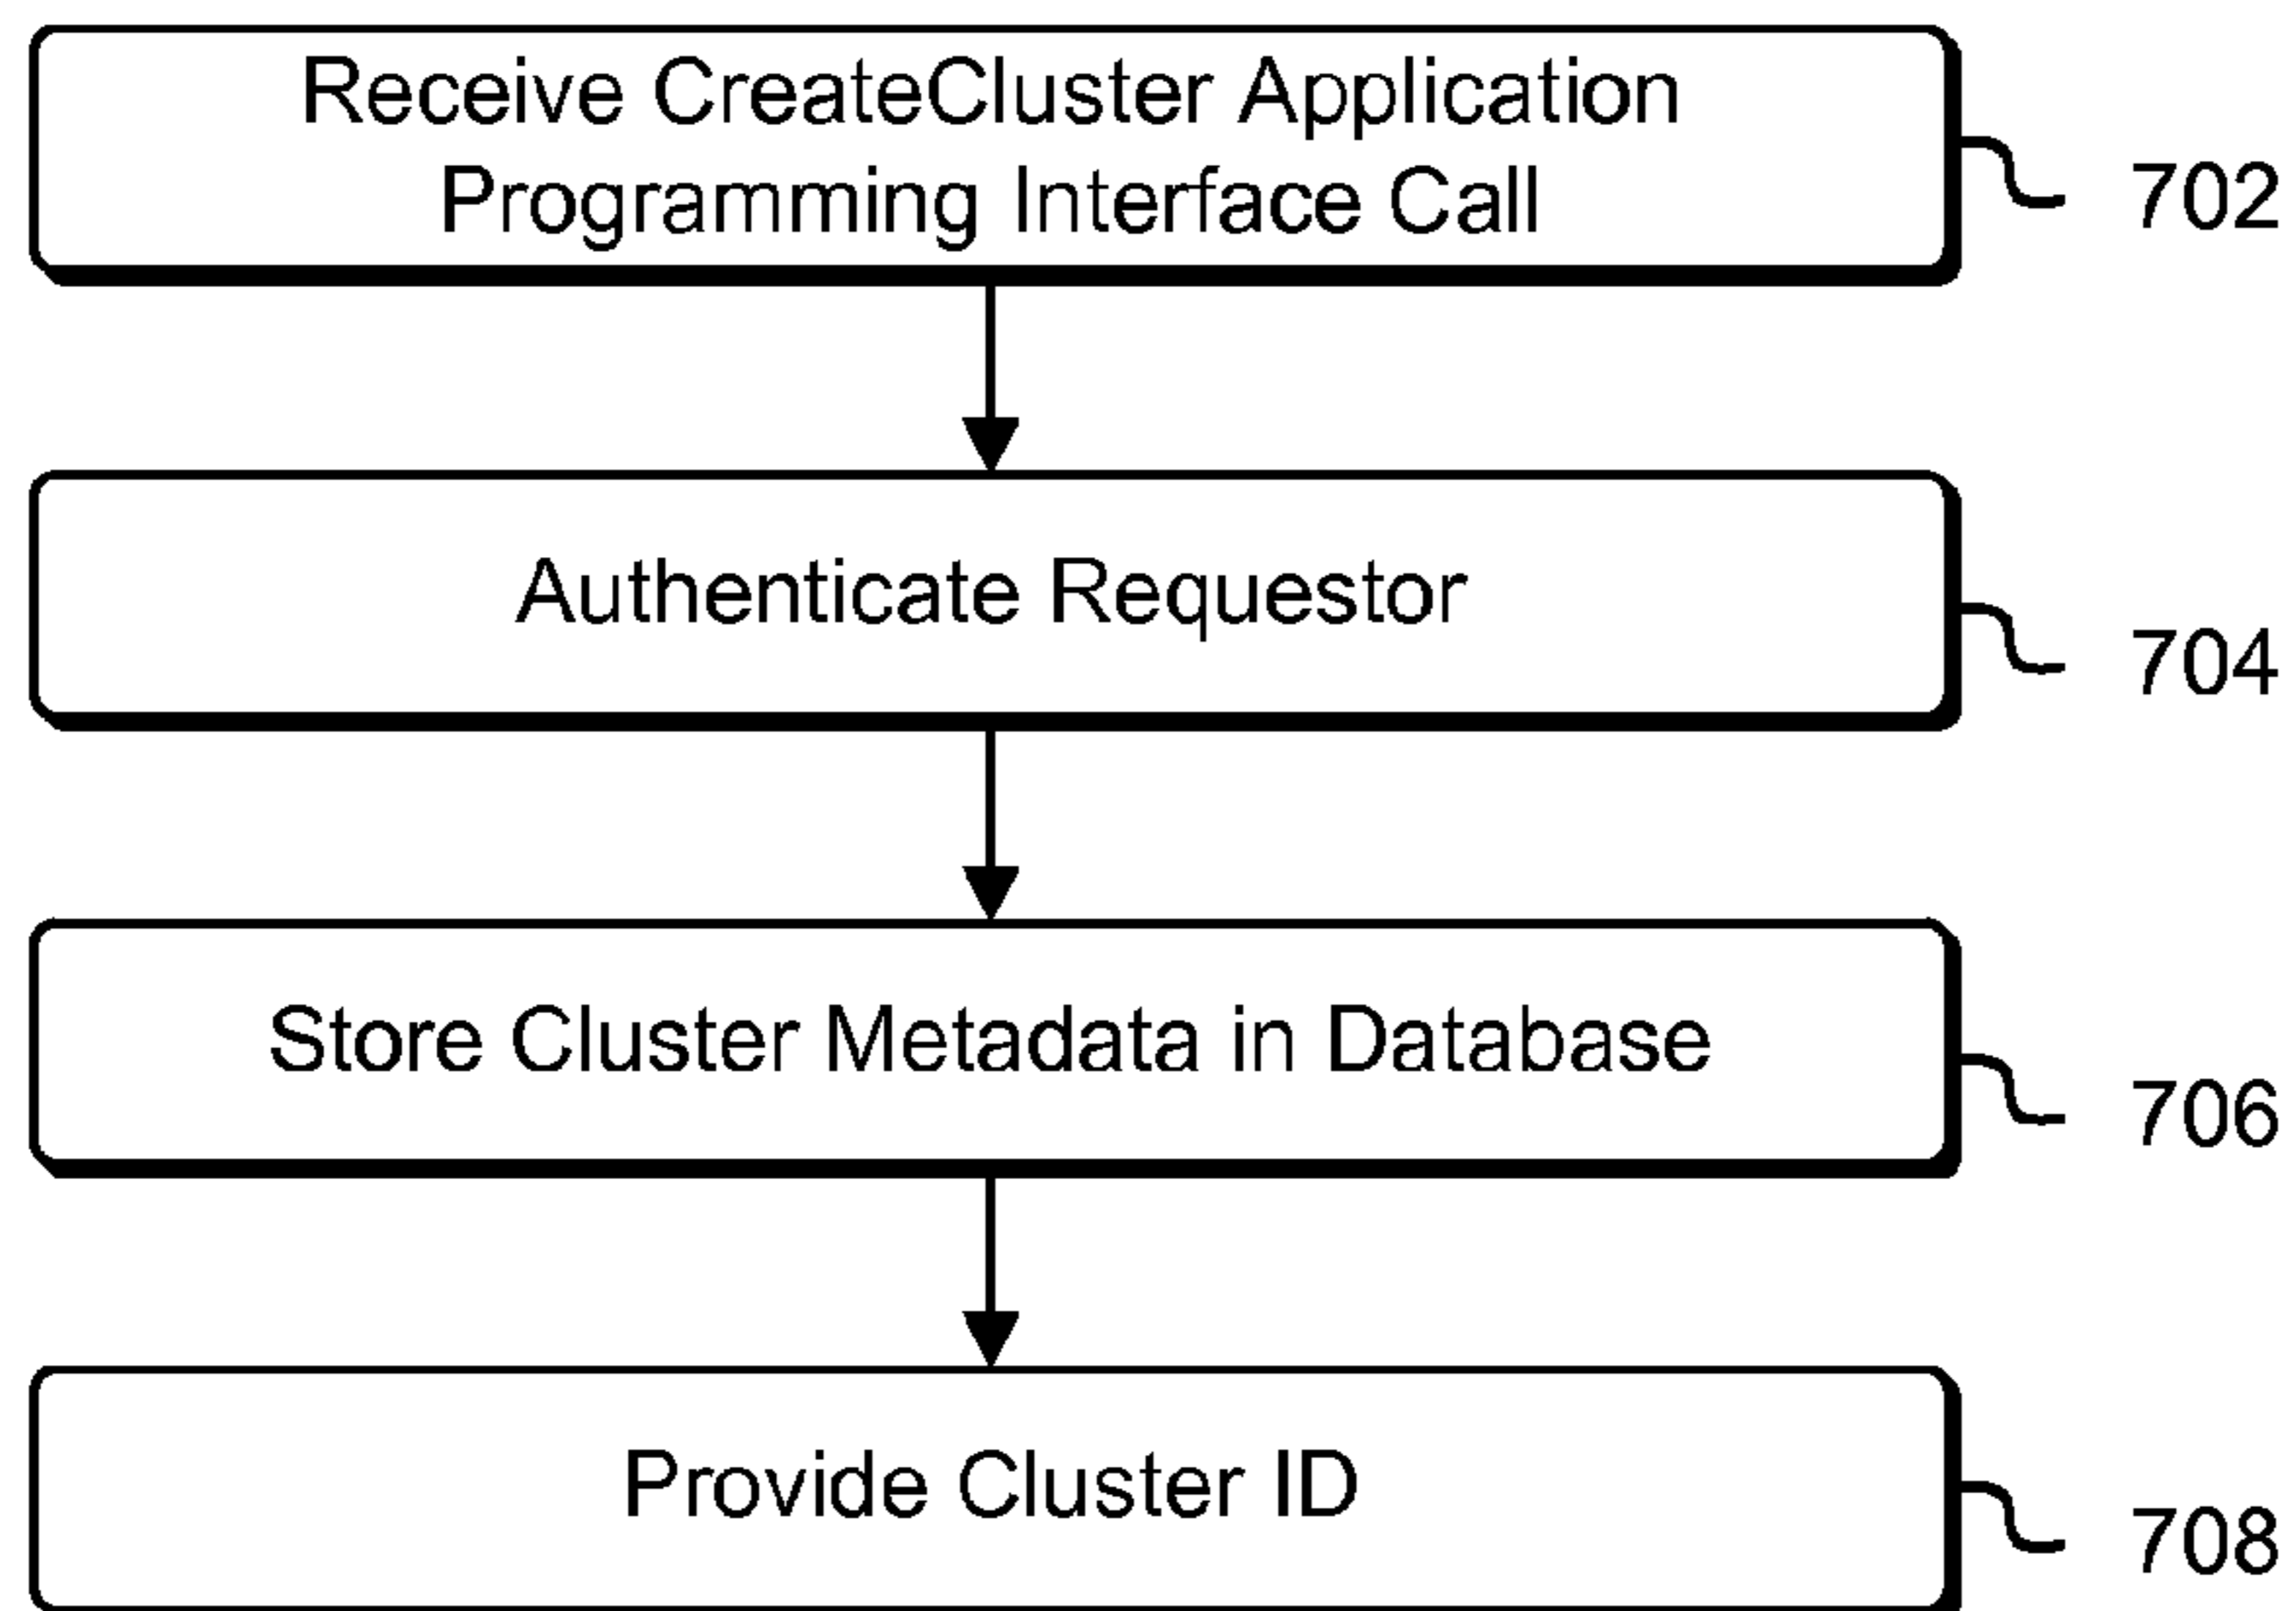 Receive CreateCluster Application
Programming Interface Call
702
Authenticate Requestor
704
Store Cluster Metadata in Database
706
Provide Cluster ID
708